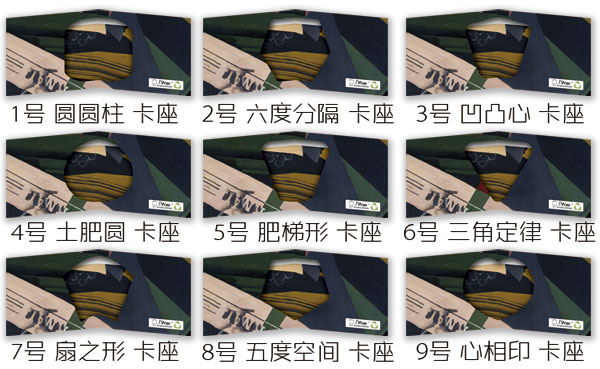 1号 圆圆柱 卡座
2号 六度分隔 卡座
3号 凹凸心 卡座
4号 土肥圆 卡座
5号 肥梯形 卡座
6号 三角定律 卡座
7号 扇之形 卡座
8号 五度空间 卡座
9号 心相印 卡座